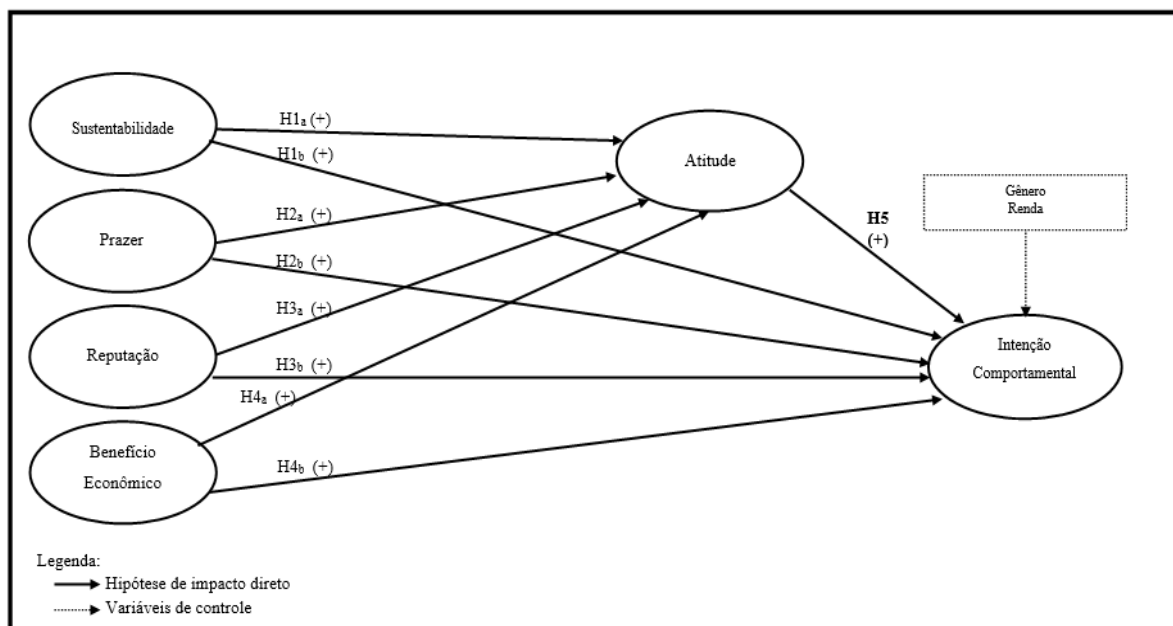 Sustentabilidade
H1a (+)
H1b (+)
Atitude
Gênero
Renda
Prazer
H2a (+)
H2b (+)
H5
(+)
Reputação
H3a (+)
H3b (+)
Intenção
Comportamental
H4a (+)
Benefício
Econômico
H4b (+)
Legenda:
Hipótese de impacto direto
Variáveis de controle